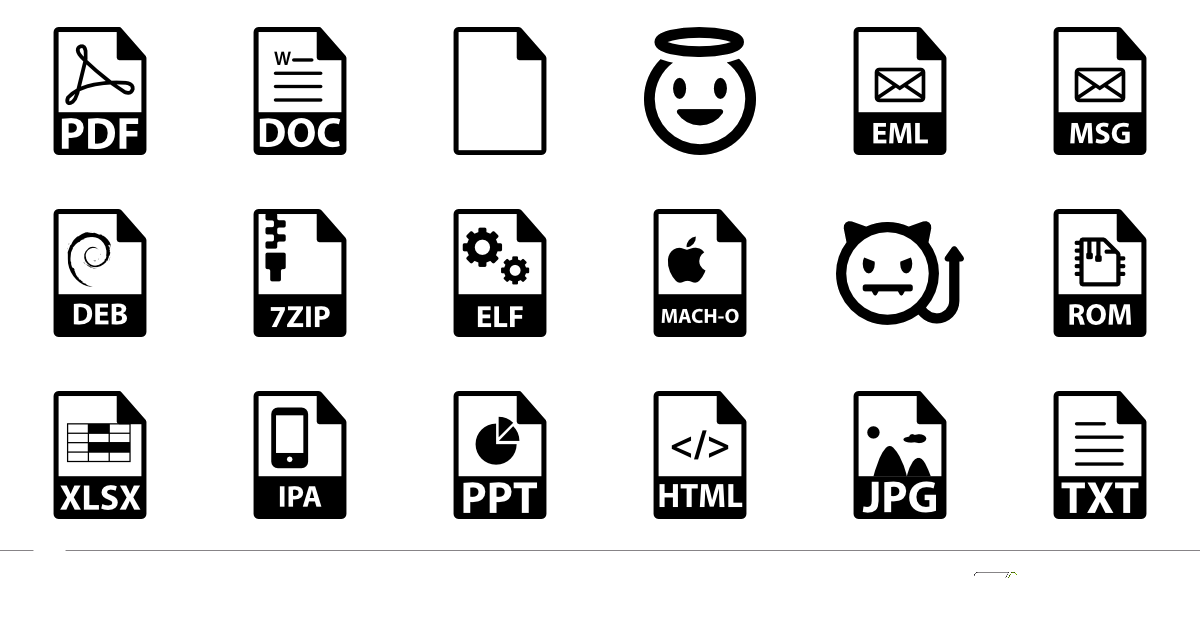 PDF
W
DOC
EML
MSG
DEB
7ZIP
ELF
MACH-O
ROM
XLSX
IPA
PPT
</>
HTML
JPG
TXT